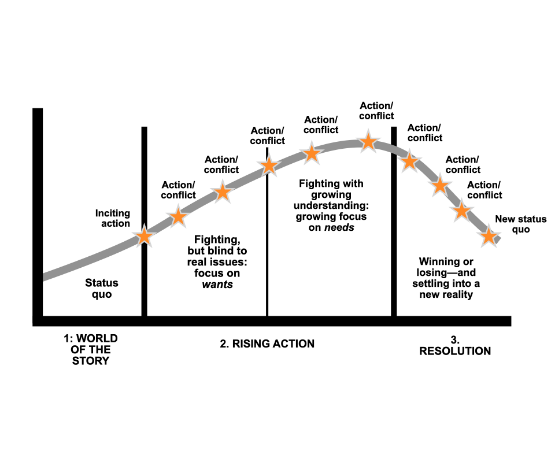 Action/
conflict
Action/
conflict
Action/
conflict
Action/
conflict
Action/
conflict
Action/
conflict
Action/
conflict
Action/
conflict
Inciting
action
New status
quo
Status
quo
Fighting,
but blind to
real issues:
focus on
wants
Fighting with
growing
understanding:
growing focus
on needs
Winning or
losing—and
settling into a
new reality
1: WORLD
OF THE
STORY
2. RISING ACTION
3.
RESOLUTION